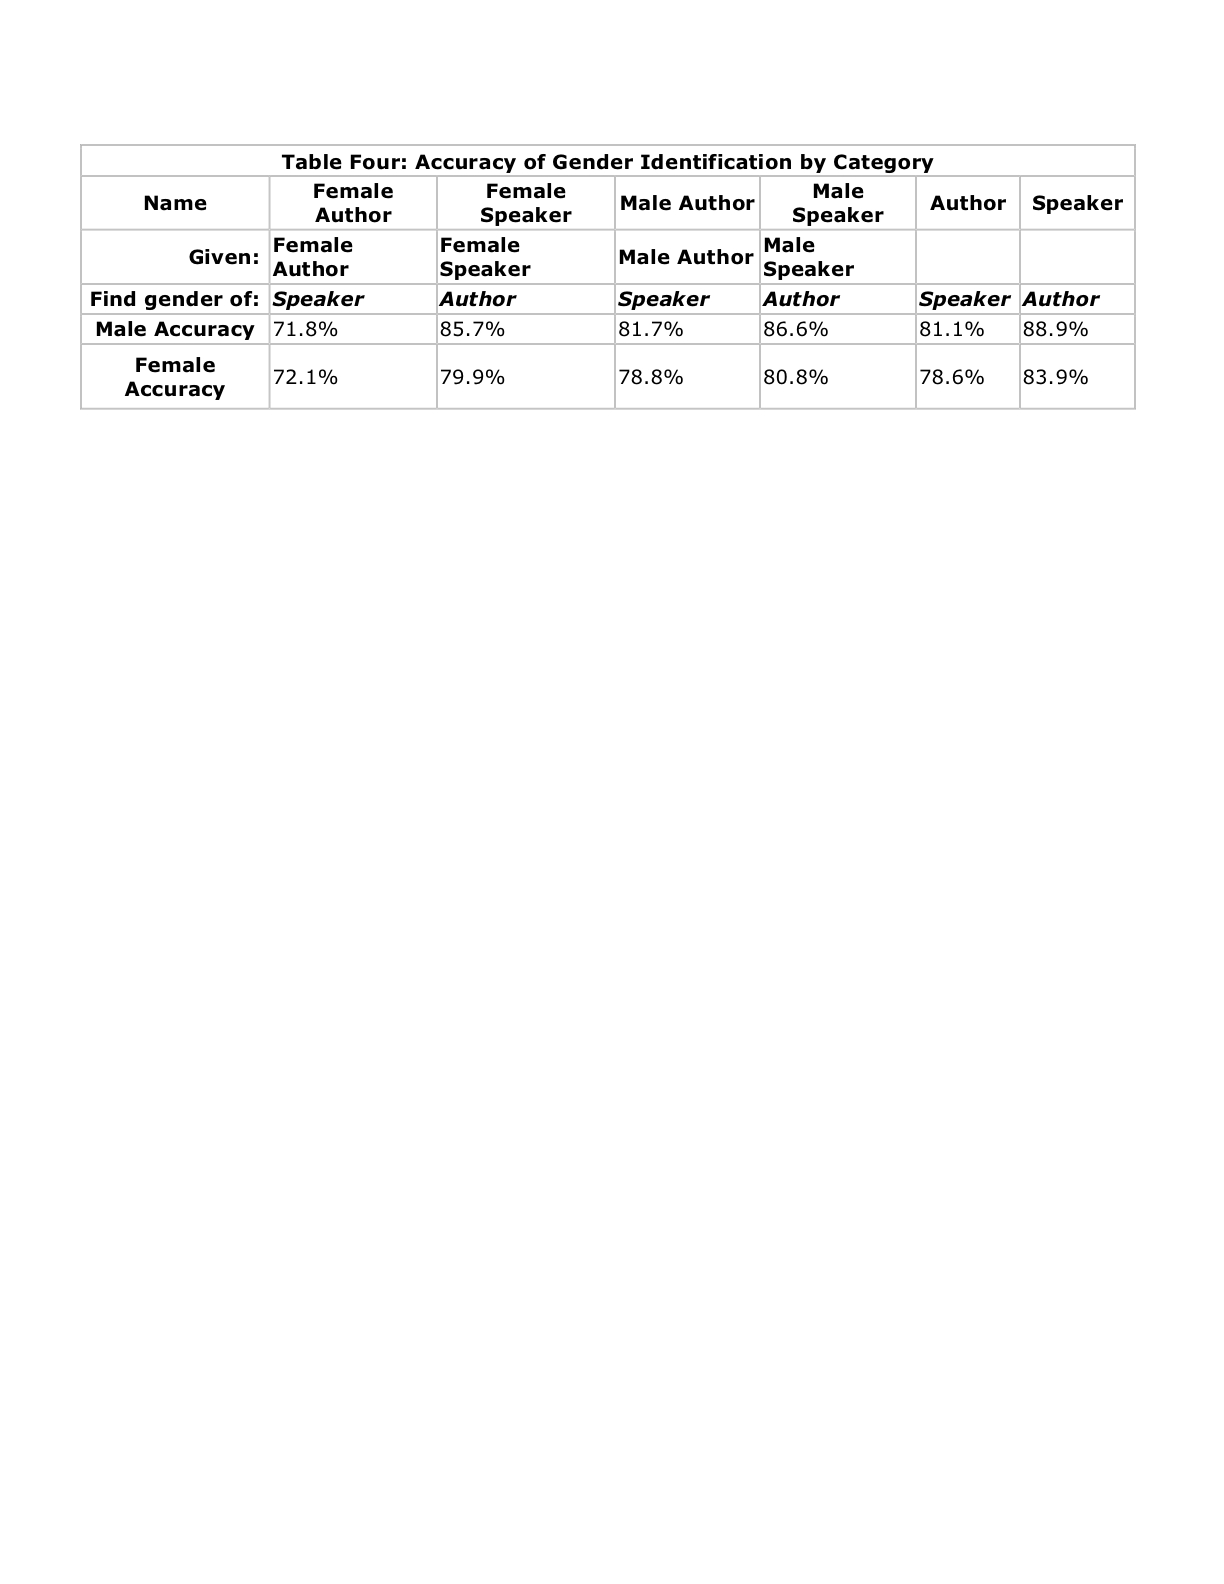 Table Four: Accuracy of Gender Identification by Category
Name Female Author Female Speaker Male Author Male Speaker Author Speaker
Given: Female Author Female Speaker Male Author Male Speaker
Find gender of: Speaker Author Speaker Author Speaker Author
Male Accuracy 71.8% 85.7% 81.7% 86.6% 81.1% 88.9%
Female Accuracy 72.1% 79.9% 78.8% 80.8% 78.6% 83.9%